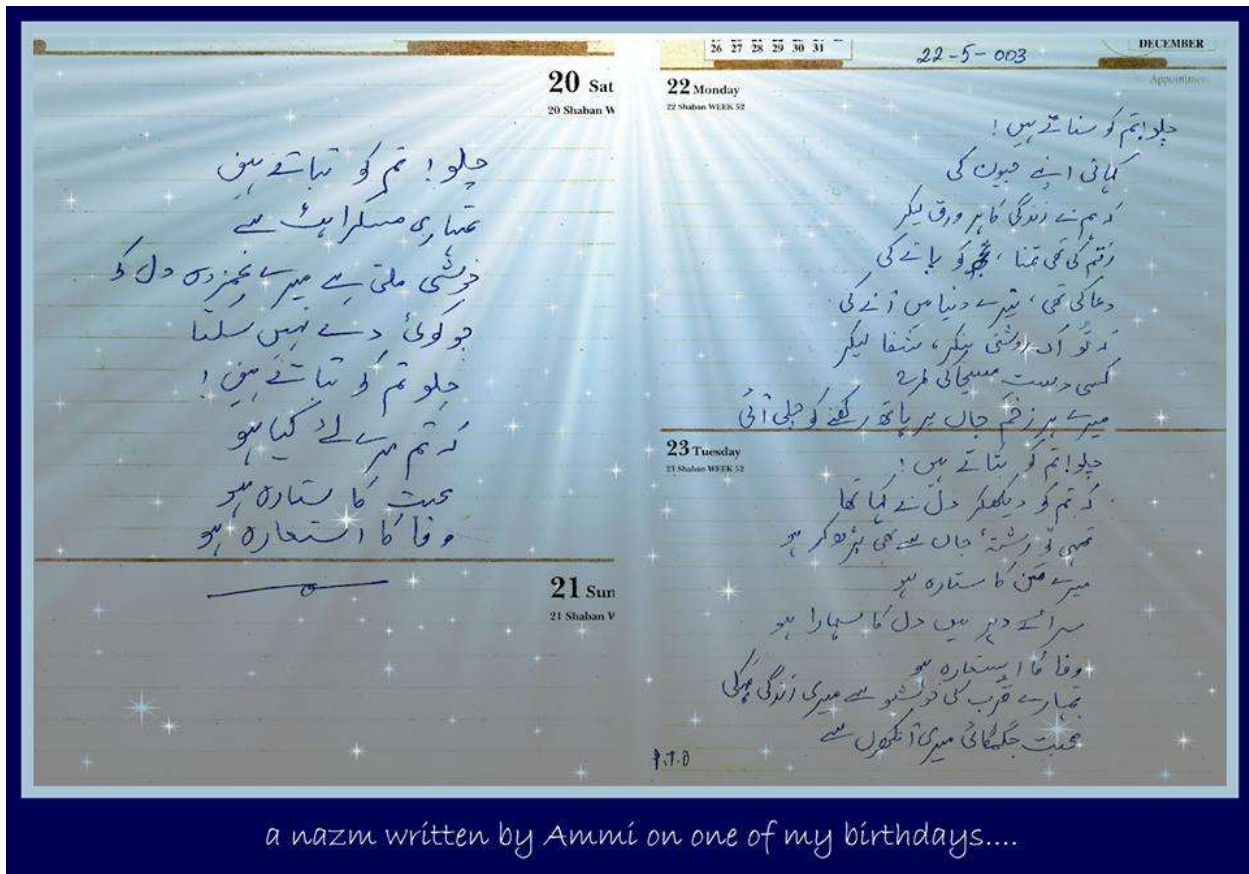 26 27 28 29 30 31
22-5-003
DECEMBER
Appointments
22 Monday
22 Shaban WEEK 52
چلو! تم کو سناتے ہیں!
کہانی اپنے کی
کہ ہم نے زندگی کا ہر ورق لیکر
رقم کی تھی تمنا، تجھ کو پانے کی
دعا کی تھی، تیرے دنیا میں آنے کی
کہ تُو اک روشنی لیکر، شفا لیکر
کسی دست مسیحا کی طرح
میرے ہر زخم جاں پر ہاتھ رکھنے کو چلی آئی
23 Tuesday
23 Shaban WEEK 52
چلو! تم کو بتاتے ہیں!
کہ تم کو دیکھکر دل نے کہا تھا
تمہی تو رشتۂ جاں سے بھی بڑھ کر ہو
میرے کا ستارہ ہو
سرائے دہر میں دل کا سہارا ہو
وفا کا استعارہ ہو
تمہارے قرب کی خوشبو سے میری زندگی مہکی
محبت جگمگائی میری آنکھوں سے
P.T.O
20 Sat
20 Shaban W
چلو! تم کو بتاتے ہیں
تمہاری مسکراہٹ سے
خوشی ملتی ہے میرے غمزدہ دل کو
جو کوئی دے نہیں سکتا
چلو تم کو بتاتے ہیں!
کہ تم میرے لئے کیا ہو
محبت کا ستارہ ہو
وفا کا استعارہ ہو
21 Sun
21 Shaban W
a nazm written by Ammi on one of my birthdays....